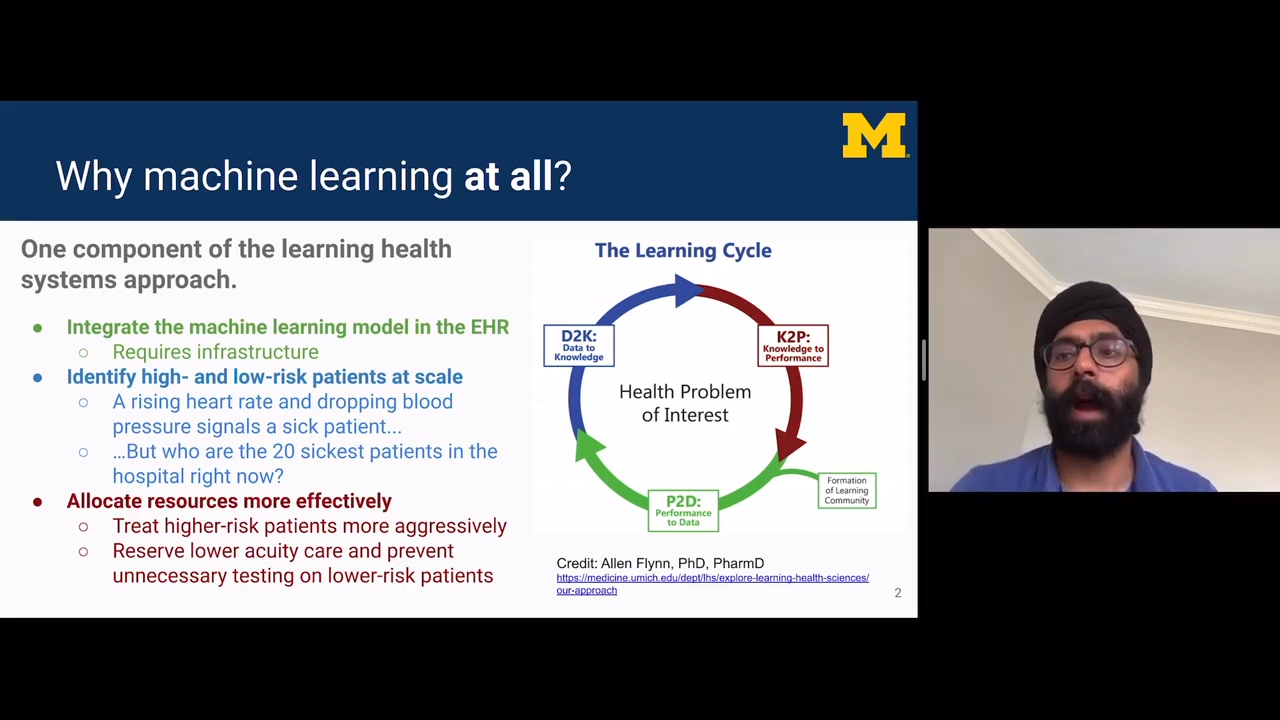 M
Why machine learning at all?
One component of the learning health
systems approach.
● Integrate the machine learning model in the EHR
○ Requires infrastructure
● Identify high- and low-risk patients at scale
○ A rising heart rate and dropping blood
pressure signals a sick patient...
○ …But who are the 20 sickest patients in the
hospital right now?
● Allocate resources more effectively
○ Treat higher-risk patients more aggressively
○ Reserve lower acuity care and prevent
unnecessary testing on lower-risk patients
The Learning Cycle
D2K:
Data to
Knowledge
K2P:
Knowledge to
Performance
Health Problem
of Interest
P2D:
Performance
to Data
Formation
of Learning
Community
Credit: Allen Flynn, PhD, PharmD
https://medicine.umich.edu/dept/lhs/explore-learning-health-sciences/
our-approach
2